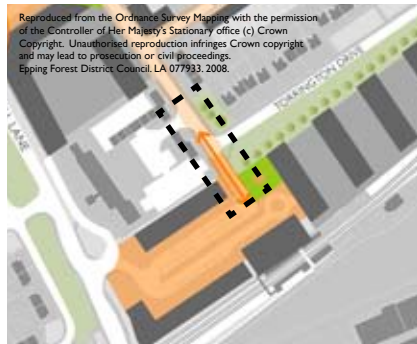 Reproduced from the Ordnance Survey Mapping with the permission
of the Controller of Her Majesty's Stationary office (c) Crown
Copyright. Unauthorised reproduction infringes Crown copyright
and may lead to prosecution or civil proceedings.
Epping Forest District Council. LA 077933. 2008.
TORRINGTON DRIVE
LANE